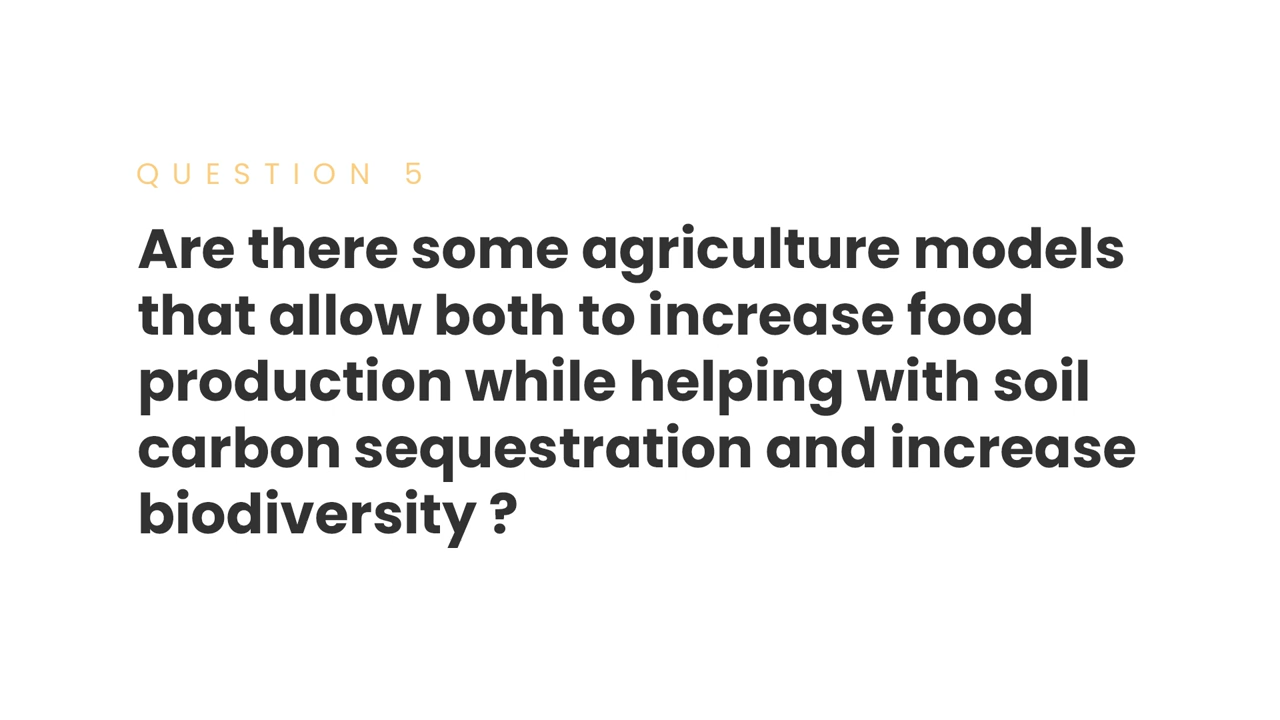 QUESTION 5
Are there some agriculture models
that allow both to increase food
production while helping with soil
carbon sequestration and increase
biodiversity ?